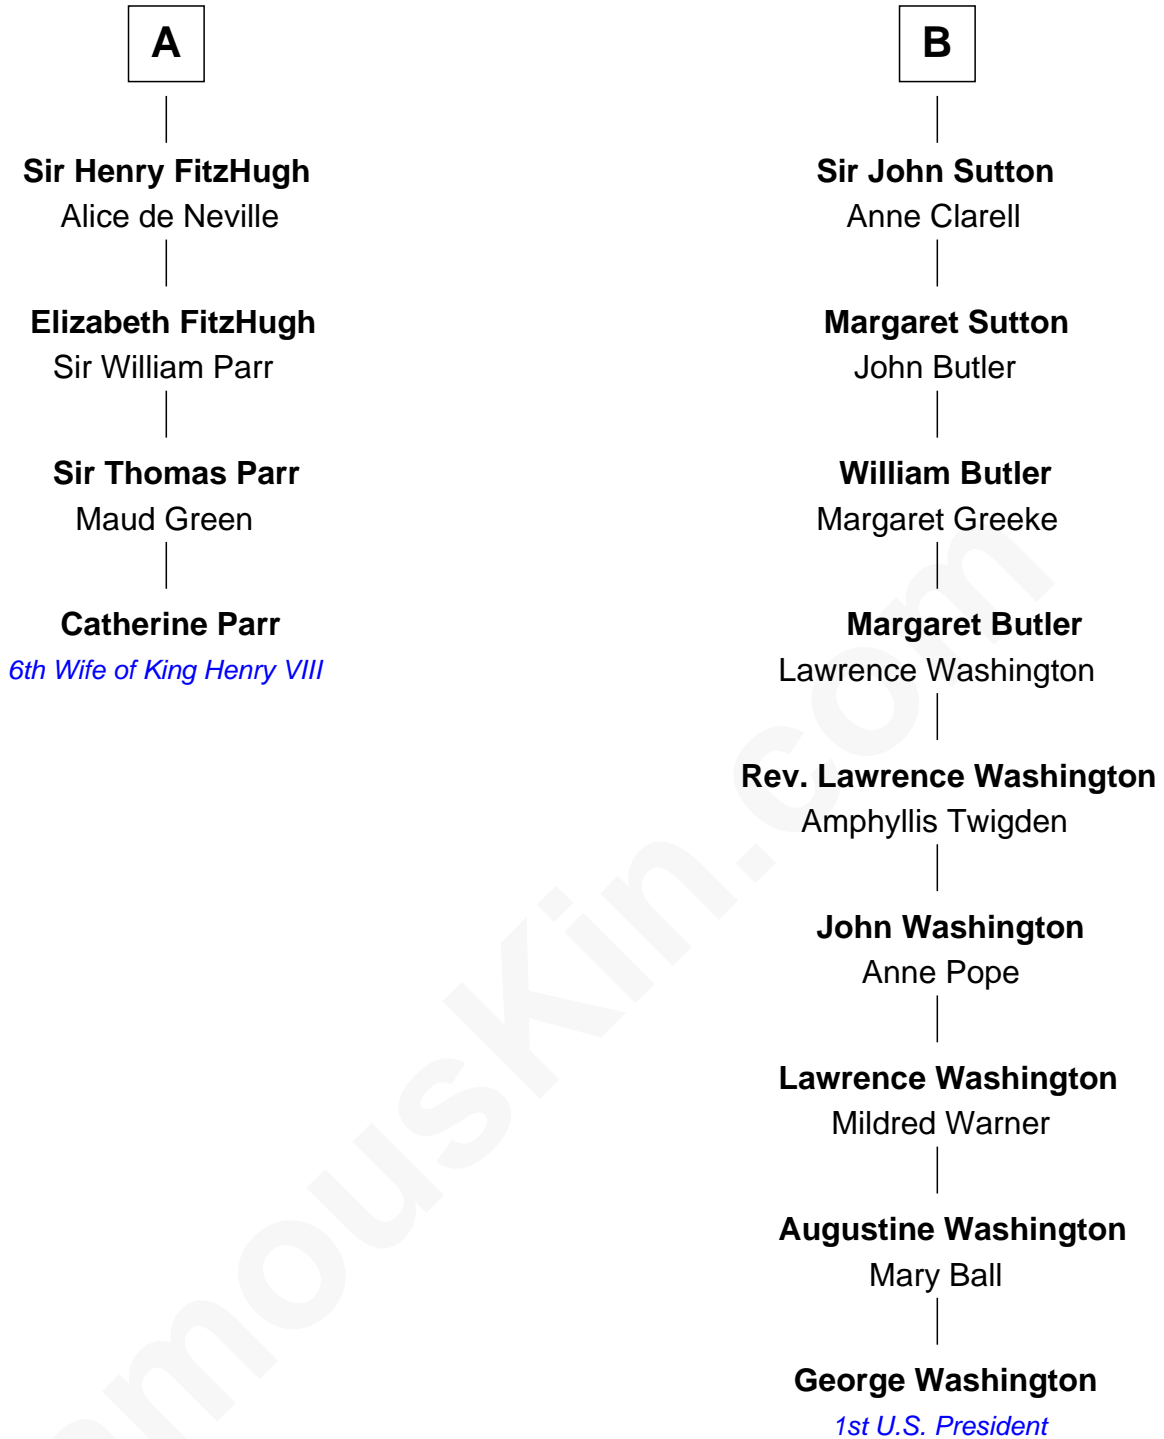 A
Sir Henry FitzHugh
Alice de Neville
Elizabeth FitzHugh
Sir William Parr
Sir Thomas Parr
Maud Green
Catherine Parr
6th Wife of King Henry VIII
B
Sir John Sutton
Anne Clarell
Margaret Sutton
John Butler
William Butler
Margaret Greeke
Margaret Butler
Lawrence Washington
Rev. Lawrence Washington
Amphyllis Twigden
John Washington
Anne Pope
Lawrence Washington
Mildred Warner
Augustine Washington
Mary Ball
George Washington
1st U.S. President
amouskin.com